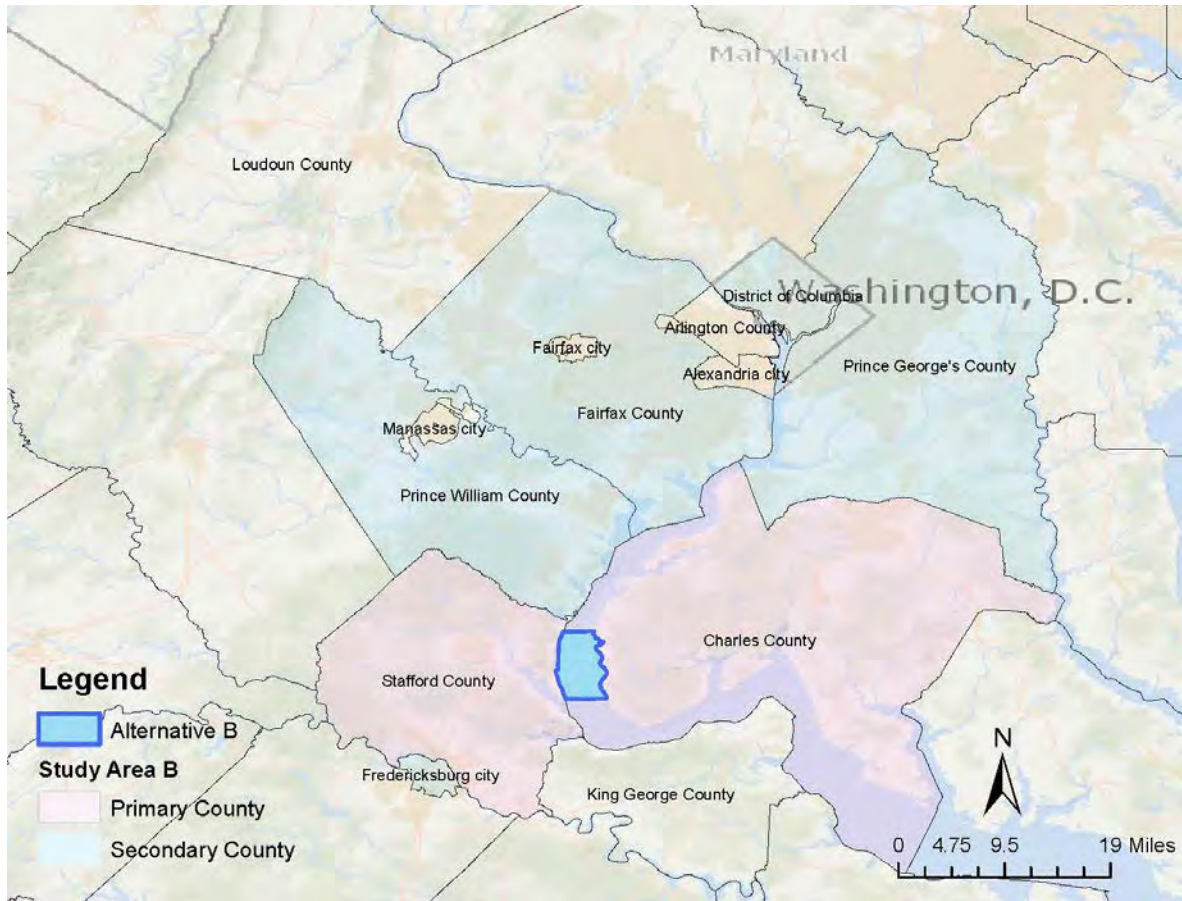 Maryland
Loudoun County
Washington, D.C.
District of Columbia
Arlington County
Fairfax city
Alexandria city
Prince George's County
Fairfax County
Manassas city
Prince William County
Charles County
Stafford County
Fredericksburg city
King George County
Legend
Alternative B
Study Area B
Primary County
Secondary County
N
0 4.75 9.5 19 Miles